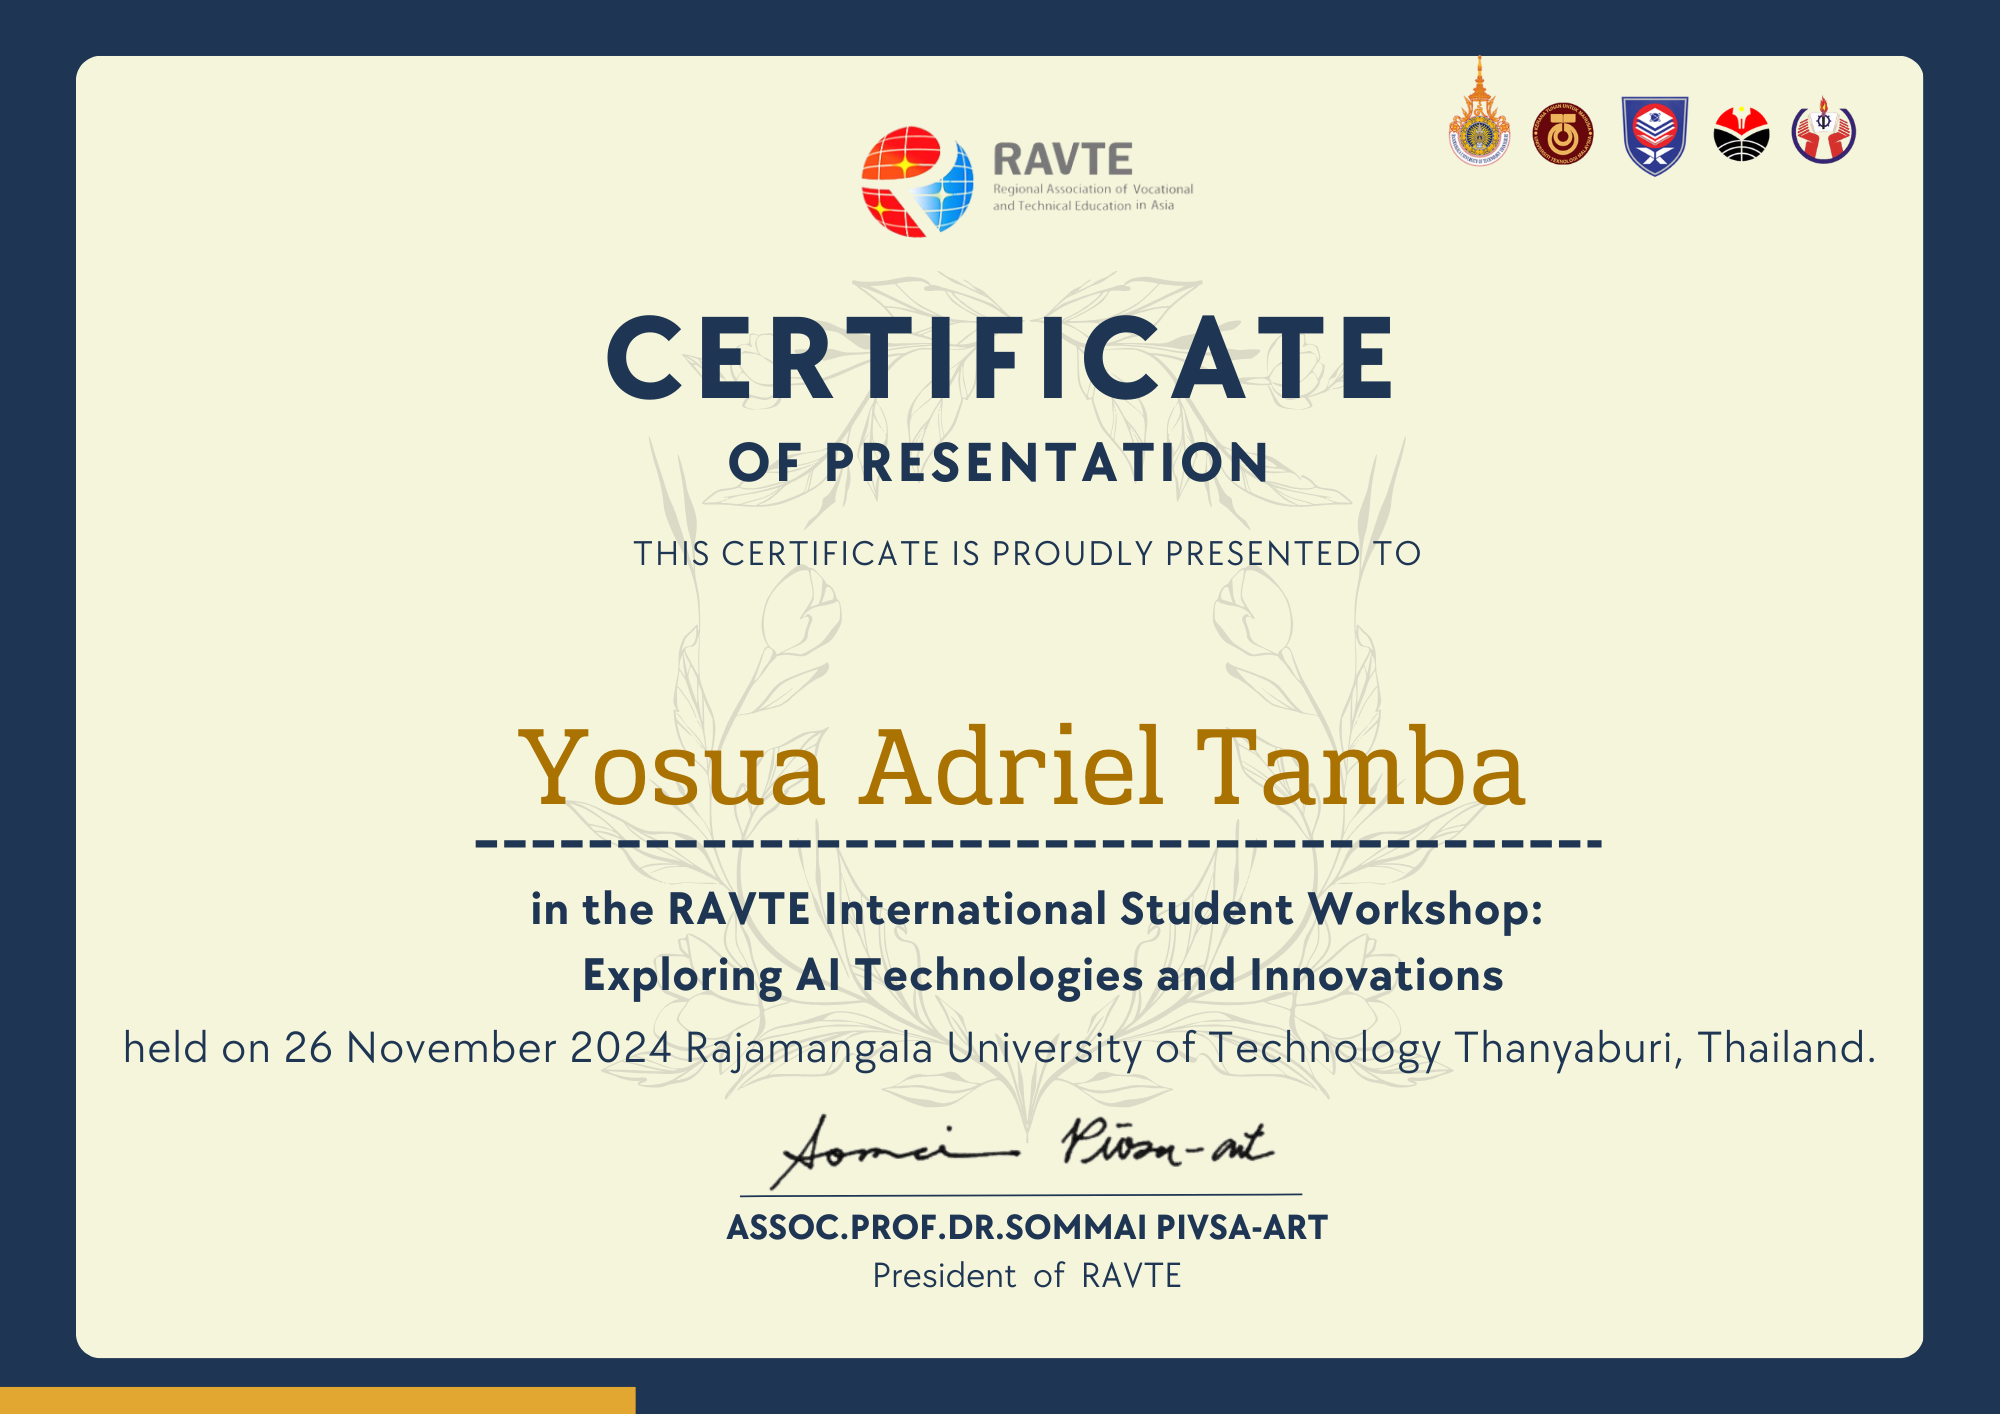 RAVTE
Regional Association of Vocational
and Technical Education in Asia
CERTIFICATE
OF PRESENTATION
THIS CERTIFICATE IS PROUDLY PRESENTED TO
Yosua Adriel Tamba
in the RAVTE International Student Workshop:
Exploring AI Technologies and Innovations
held on 26 November 2024 Rajamangala University of Technology Thanyaburi, Thailand.
Sommai Pivsa-art
ASSOC.PROF.DR.SOMMAI PIVSA-ART
President of RAVTE